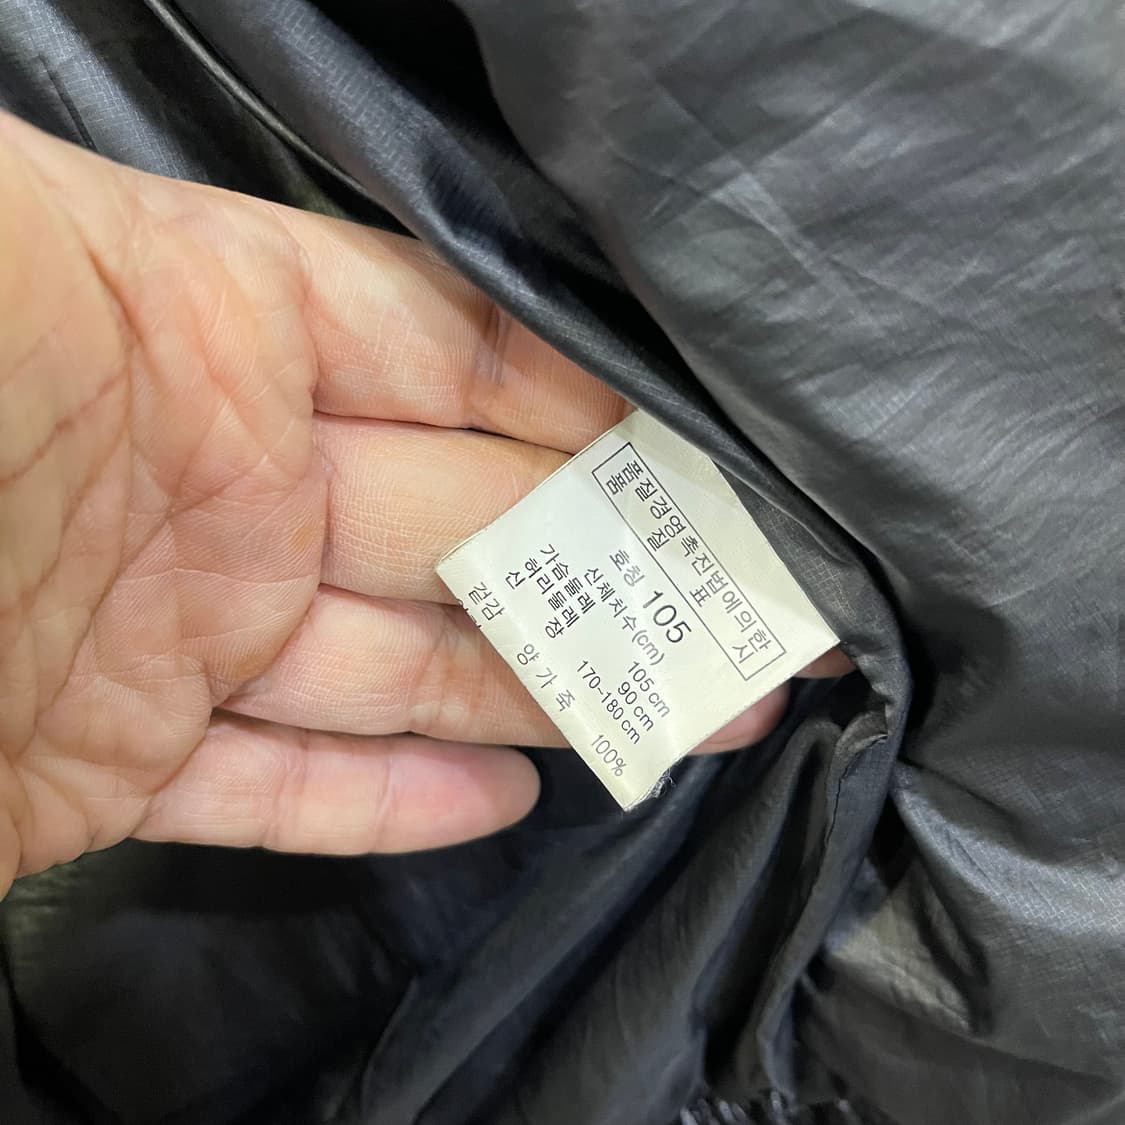 품질경영촉진법에의한
품 질 표 시
호칭 105
신체치수(cm)
가슴둘레 105cm
허리둘레 90cm
신 장 170~180cm
겉감 양가죽 100%